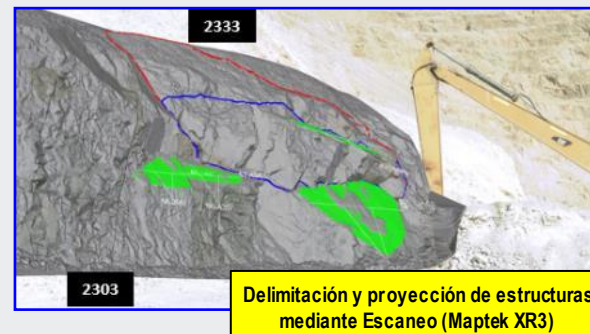 2333
2303
Delimitación y proyección de estructuras
mediante Escaneo (Maptek XR3)